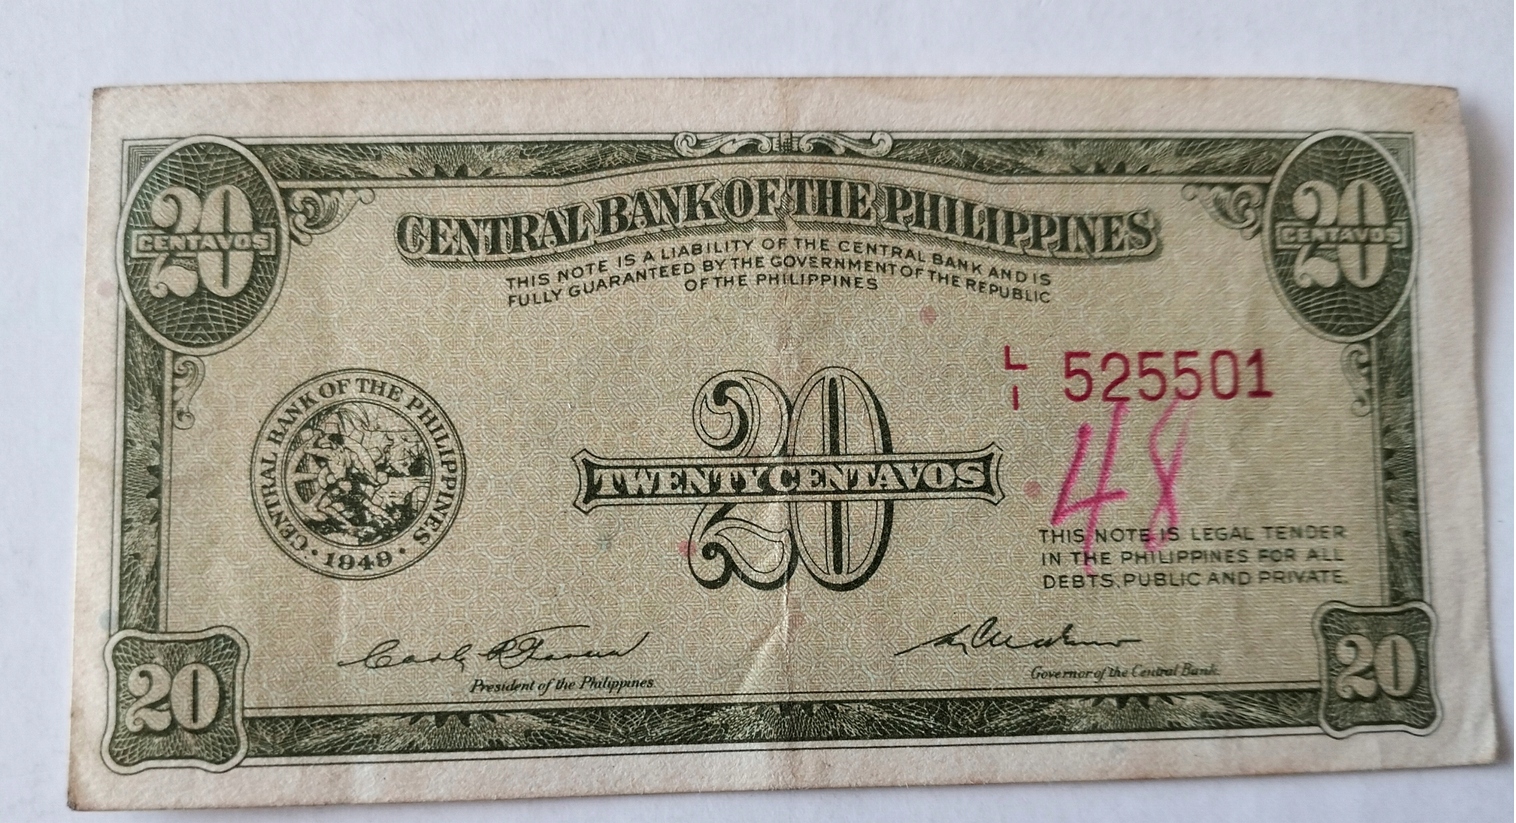 20
CENTAVOS
20
CENTAVOS
CENTRAL BANK OF THE PHILIPPINES
THIS NOTE IS A LIABILITY OF THE CENTRAL BANK AND IS
FULLY GUARANTEED BY THE GOVERNMENT OF THE REPUBLIC
OF THE PHILIPPINES
L
1 525501
48
CENTRAL BANK OF THE PHILIPPINES
· 1949 ·
20
TWENTY CENTAVOS
THIS NOTE IS LEGAL TENDER
IN THE PHILIPPINES FOR ALL
DEBTS, PUBLIC AND PRIVATE.
President of the Philippines.
Governor of the Central Bank.
20
20